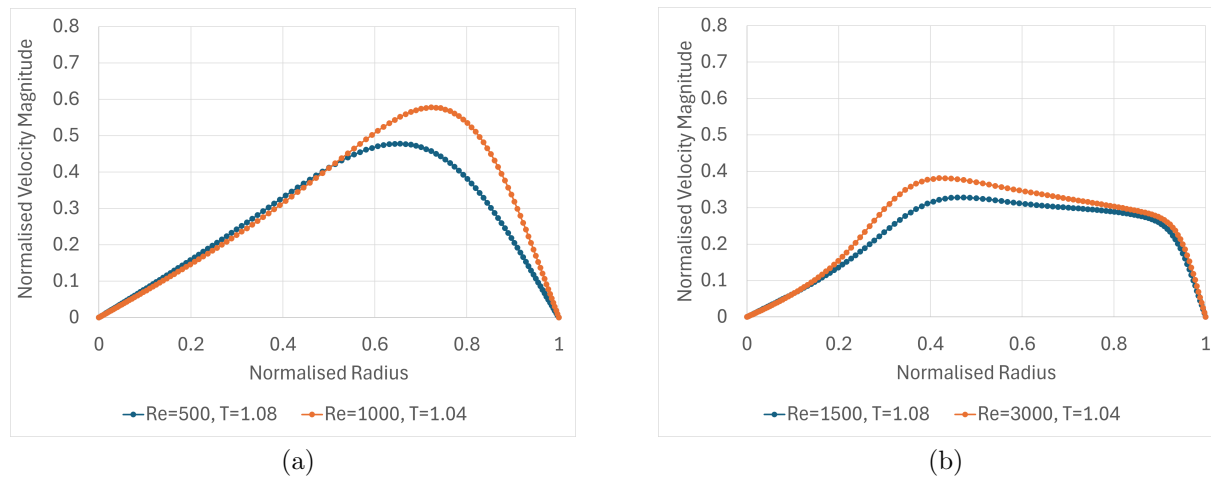 Normalised Velocity Magnitude
0.8
0.7
0.6
0.5
0.4
0.3
0.2
0.1
0
0 0.2 0.4 0.6 0.8 1
Normalised Radius
Re=500, T=1.08 Re=1000, T=1.04
(a)
Normalised Velocity Magnitude
0.8
0.7
0.6
0.5
0.4
0.3
0.2
0.1
0
0 0.2 0.4 0.6 0.8 1
Normalised Radius
Re=1500, T=1.08 Re=3000, T=1.04
(b)